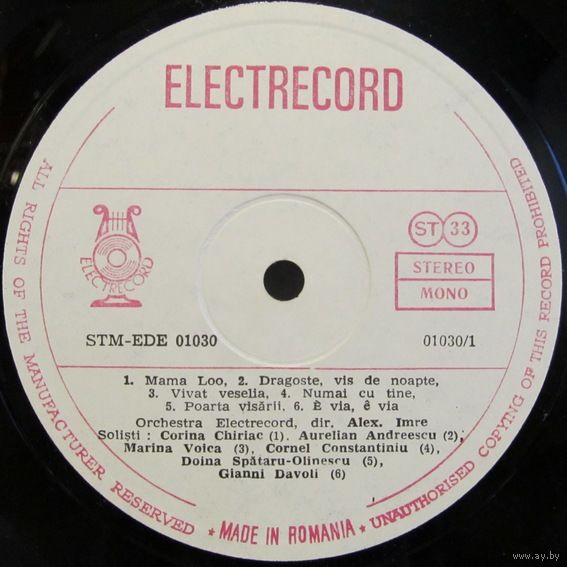 ELECTRECORD
ELECTRECORD
ST 33
STEREO
MONO
STM-EDE 01030
01030/1
1. Mama Loo, 2. Dragoste, vis de noapte,
3. Vivat veselia, 4. Numai cu tine,
5. Poarta visării, 6. È via, ê via
Orchestra Electrecord, dir. Alex. Imre
Soliști : Corina Chiriac (1). Aurelian Andreescu (2),
Marina Voica (3), Cornel Constantiniu (4),
Doina Spătaru-Olinescu (5),
Gianni Davoli (6)
ALL RIGHTS OF THE MANUFACTURER RESERVED ★ MADE IN ROMANIA ★ UNAUTHORISED COPYING OF THIS RECORD PROHIBITED
www.ay.by